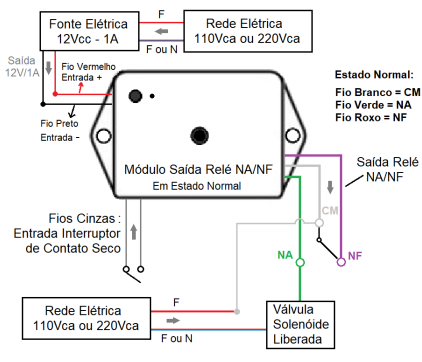 Fonte Elétrica
12Vcc - 1A
F
F ou N
Rede Elétrica
110Vca ou 220Vca
Saída
12V/1A
Fio Vermelho
Entrada +
Fio Preto
Entrada -
Estado Normal:
Fio Branco = CM
Fio Verde = NA
Fio Roxo = NF
Módulo Saída Relé NA/NF
Em Estado Normal
Saída Relé
NA/NF
Fios Cinzas :
Entrada Interruptor
de Contato Seco
CM
NA
NF
Rede Elétrica
110Vca ou 220Vca
F
F ou N
Válvula
Solenóide
Liberada